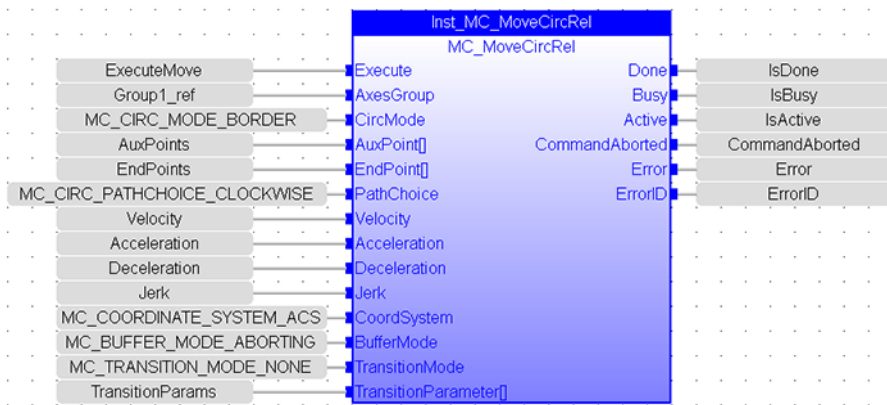 Inst_MC_MoveCircRel
MC_MoveCircRel
ExecuteMove Execute Done IsDone
Group1_ref AxesGroup Busy IsBusy
MC_CIRC_MODE_BORDER CircMode Active IsActive
AuxPoints AuxPoint[] CommandAborted CommandAborted
EndPoints EndPoint[] Error Error
MC_CIRC_PATHCHOICE_CLOCKWISE PathChoice ErrorID ErrorID
Velocity Velocity
Acceleration Acceleration
Deceleration Deceleration
Jerk Jerk
MC_COORDINATE_SYSTEM_ACS CoordSystem
MC_BUFFER_MODE_ABORTING BufferMode
MC_TRANSITION_MODE_NONE TransitionMode
TransitionParams TransitionParameter[]